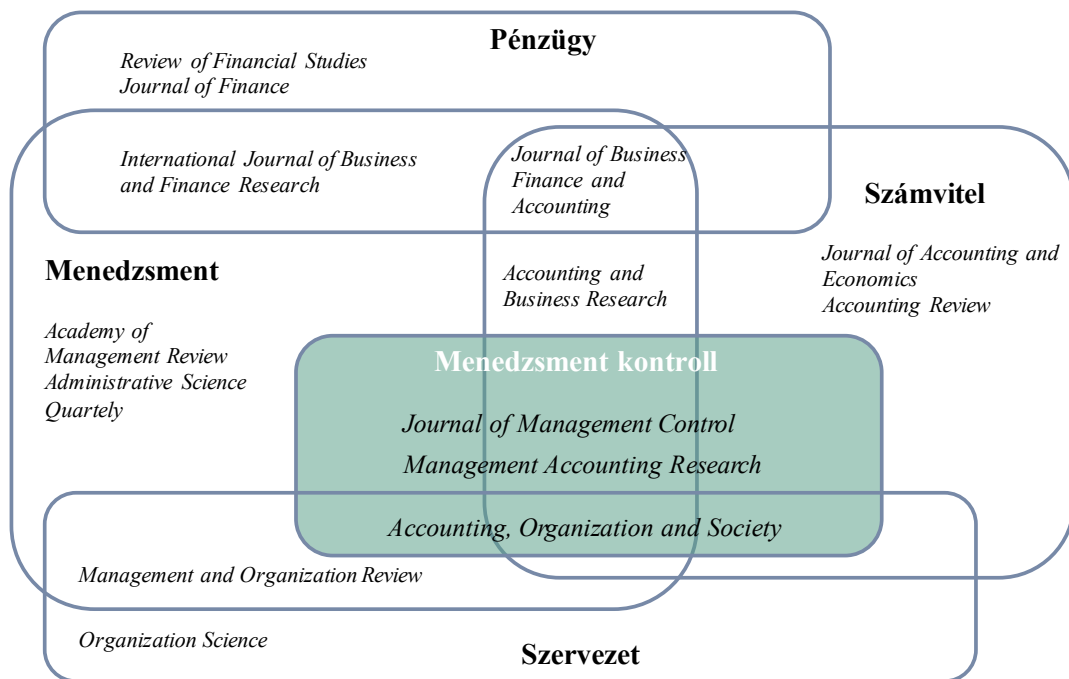 Pénzügy
Review of Financial Studies
Journal of Finance
International Journal of Business
and Finance Research
Journal of Business
Finance and
Accounting
Számvitel
Journal of Accounting and
Economics
Accounting Review
Menedzsment
Accounting and
Business Research
Academy of
Management Review
Administrative Science
Quartely
Menedzsment kontroll
Journal of Management Control
Management Accounting Research
Accounting, Organization and Society
Management and Organization Review
Organization Science
Szervezet